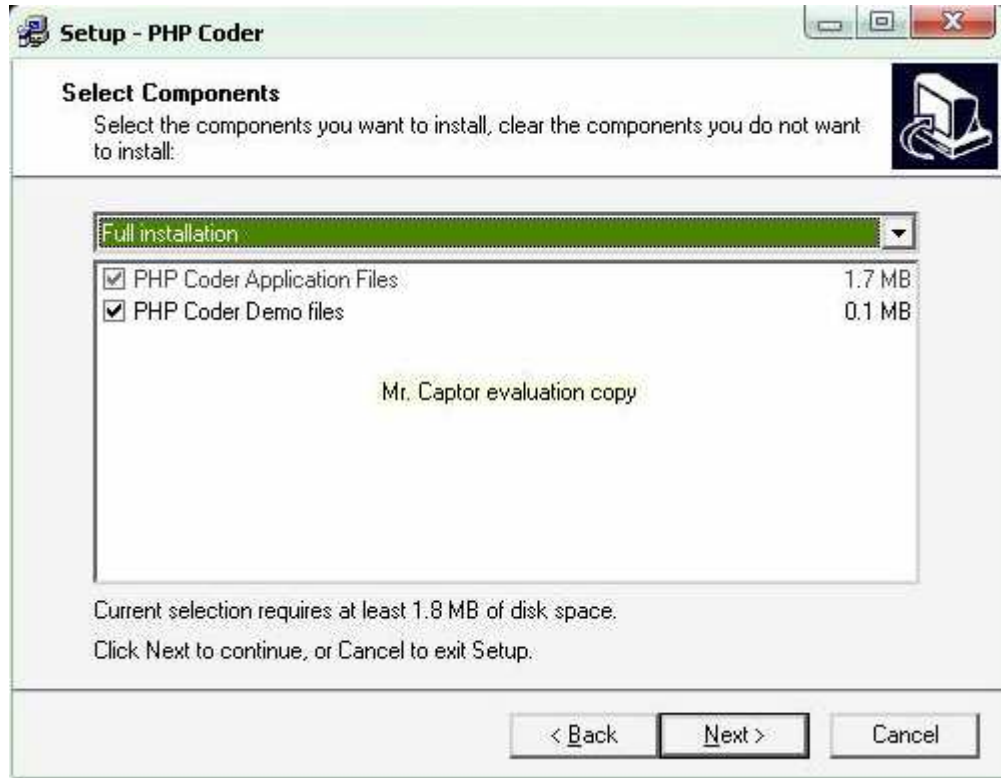 Setup - PHP Coder
Select Components
Select the components you want to install, clear the components you do not want
to install:
Full installation
PHP Coder Application Files 1.7 MB
PHP Coder Demo files 0.1 MB
Mr. Captor evaluation copy
Current selection requires at least 1.8 MB of disk space.
Click Next to continue, or Cancel to exit Setup.
< Back Next > Cancel